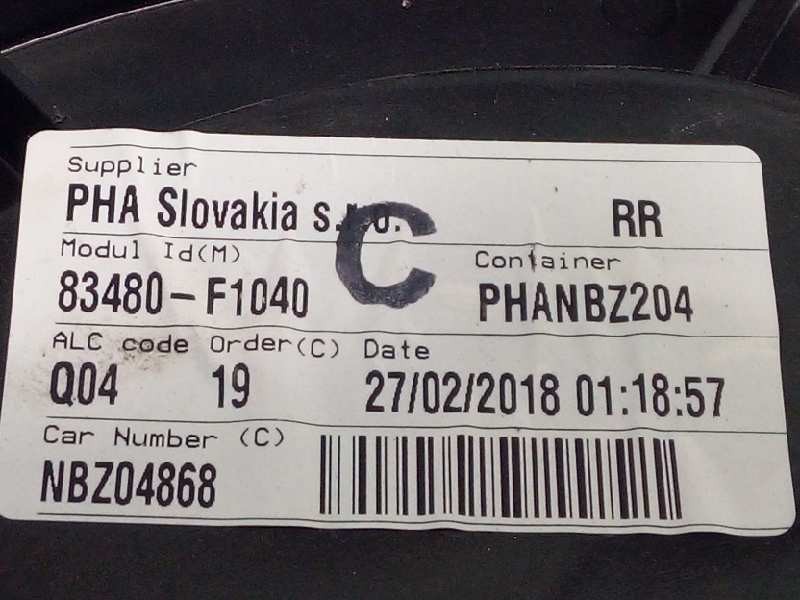 Supplier
PHA Slovakia s.r.o. RR
Modul Id(M) Container
83480-F1040 PHANBZ204
C
ALC code Order(C) Date
Q04 19 27/02/2018 01:18:57
Car Number (C)
NBZ04868